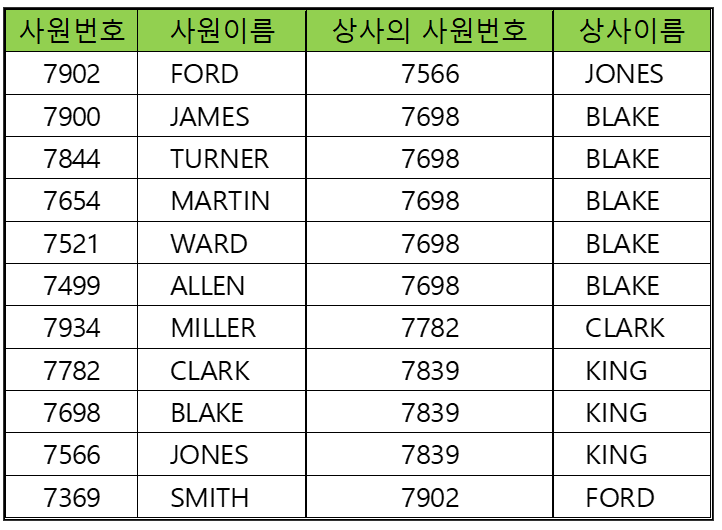 사원번호 사원이름 상사의 사원번호 상사이름
7902 FORD 7566 JONES
7900 JAMES 7698 BLAKE
7844 TURNER 7698 BLAKE
7654 MARTIN 7698 BLAKE
7521 WARD 7698 BLAKE
7499 ALLEN 7698 BLAKE
7934 MILLER 7782 CLARK
7782 CLARK 7839 KING
7698 BLAKE 7839 KING
7566 JONES 7839 KING
7369 SMITH 7902 FORD